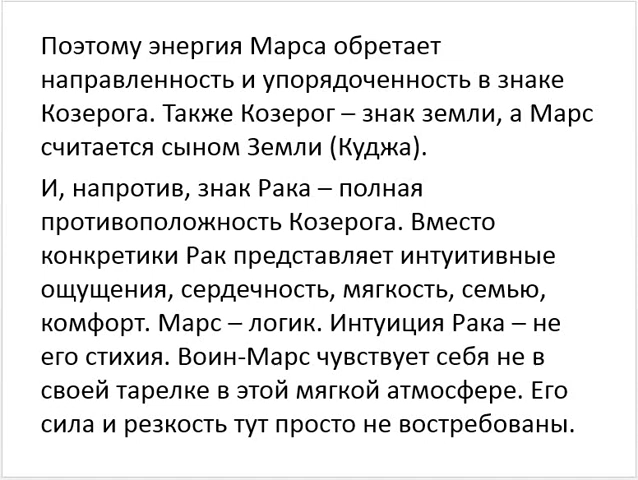 Поэтому энергия Марса обретает
направленность и упорядоченность в знаке
Козерога. Также Козерог – знак земли, а Марс
считается сыном Земли (Куджа).
И, напротив, знак Рака – полная
противоположность Козерога. Вместо
конкретики Рак представляет интуитивные
ощущения, сердечность, мягкость, семью,
комфорт. Марс – логик. Интуиция Рака – не
его стихия. Воин-Марс чувствует себя не в
своей тарелке в этой мягкой атмосфере. Его
сила и резкость тут просто не востребованы.